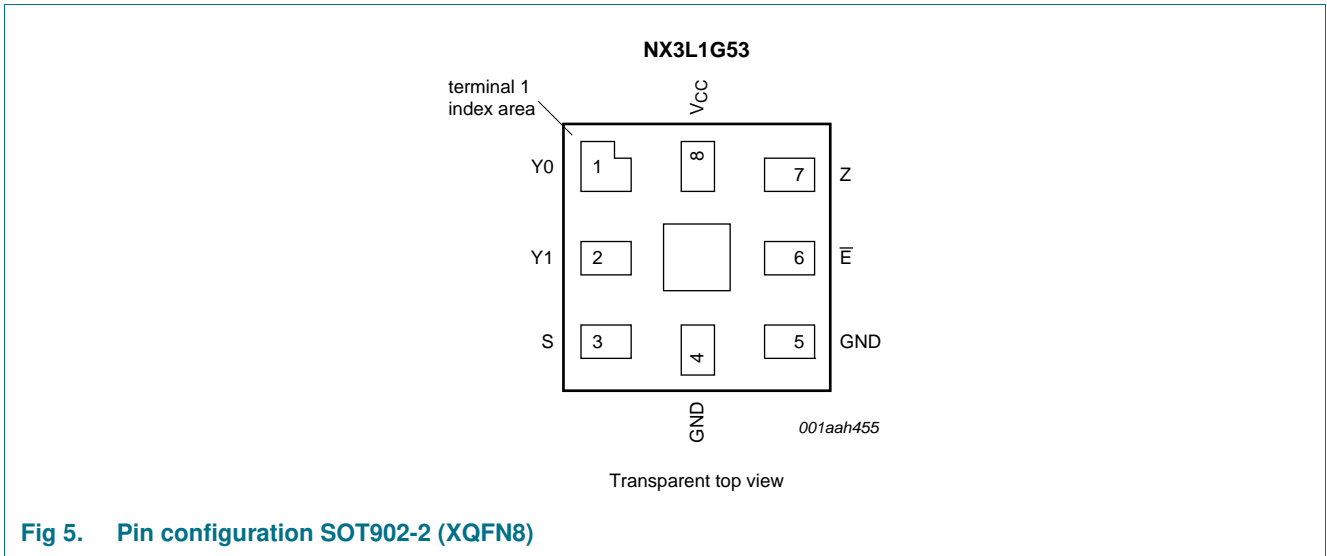 NX3L1G53
terminal 1
index area
VCC
Y0 1 8 7 Z
Y1 2 6 E̅
S 3 4 5 GND
GND
001aah455
Transparent top view
Fig 5. Pin configuration SOT902-2 (XQFN8)